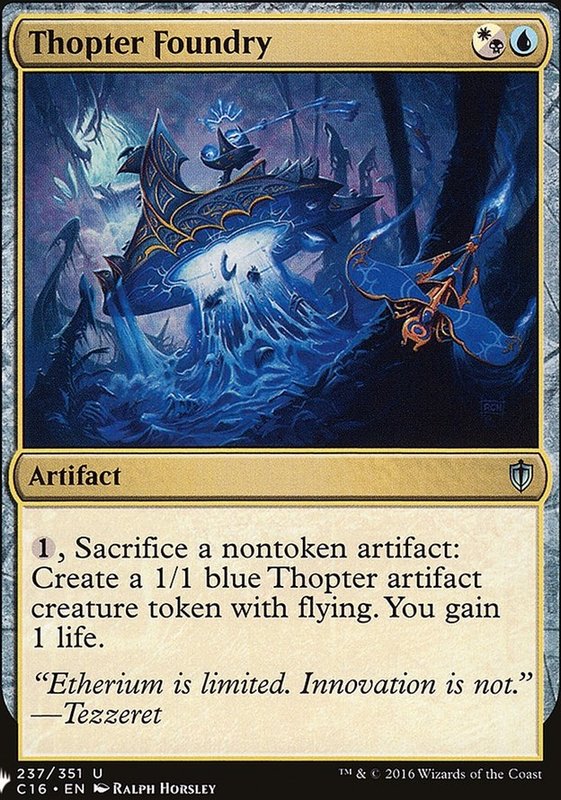 Thopter Foundry
Artifact
1, Sacrifice a nontoken artifact:
Create a 1/1 blue Thopter artifact
creature token with flying. You gain
1 life.
“Etherium is limited. Innovation is not.”
—Tezzeret
237/351 U
C16 • EN RALPH HORSLEY
™ & © 2016 Wizards of the Coast